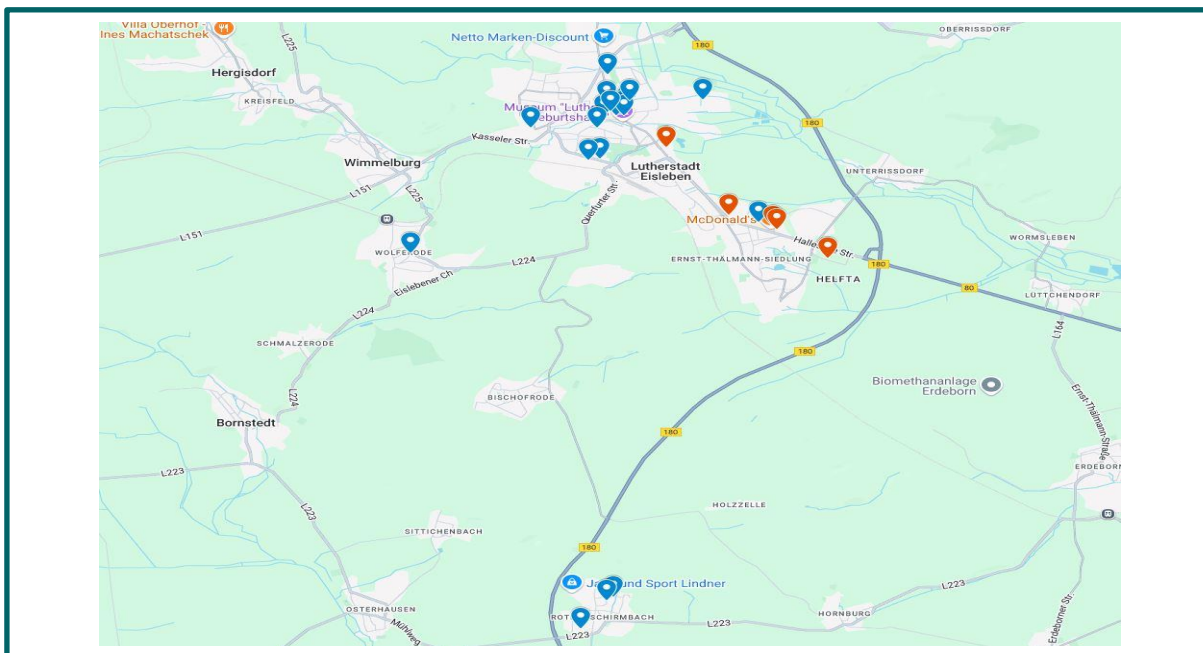 Villa Oberhof -
Ines Machatschek
L225
L225
Netto Marken-Discount
180
OBERRISSDORF
Hergisdorf
KREISFELD
Museum "Luth
eburtsha
Kasseler Str.
180
Wimmelburg
Lutherstadt
Eisleben
UNTERRISSDORF
L151
L225
Querfurter Str.
L151
McDonald's
WOLFERODE
L224
ERNST-THÄLMANN-SIEDLUNG
Halle
Str.
WORMSLEBEN
180
Eislebener Ch
HELFTA
80
LÜTTCHENDORF
L224
L164
SCHMALZERODE
180
Biomethananlage
Erdeborn
L224
BISCHOFRODE
Ernst-Thälmann-Straße
Bornstedt
180
L223
ERDEBORN
HOLZZELLE
L223
SITTICHENBACH
180
Ja
und Sport Lindner
L223
OSTERHAUSEN
ROT
SCHIRMBACH
HORNBURG
Mühlweg
L223
L223
Erdeborner Str.